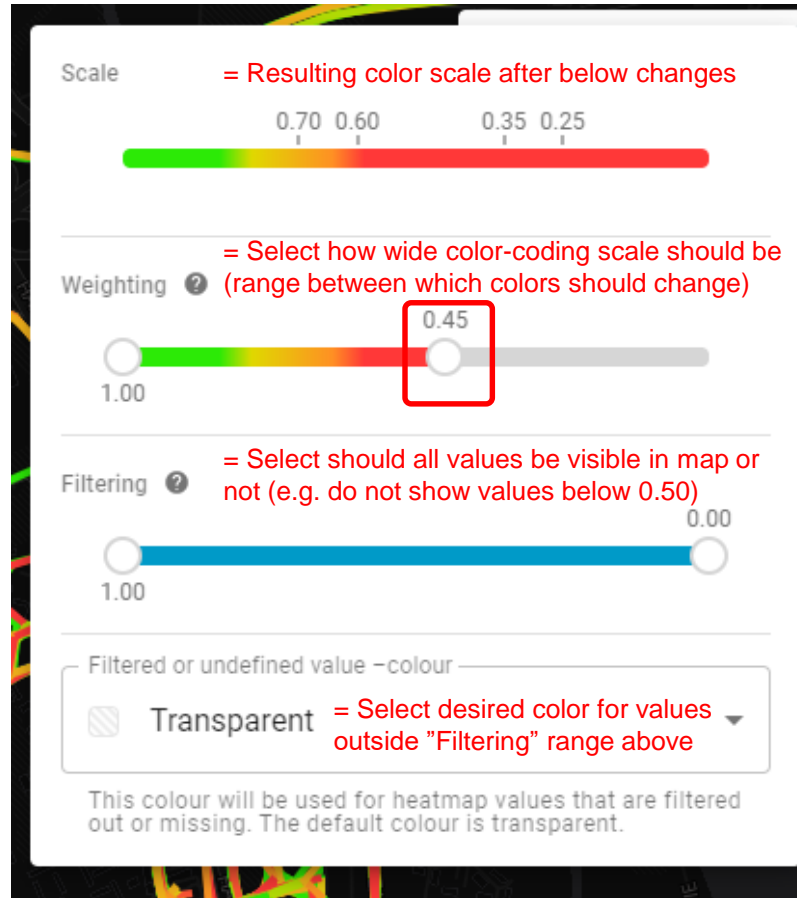 Scale = Resulting color scale after below changes
0.70 0.60 0.35 0.25
= Select how wide color-coding scale should be
Weighting ? (range between which colors should change)
0.45
1.00
= Select should all values be visible in map or
Filtering ? not (e.g. do not show values below 0.50)
0.00
1.00
Filtered or undefined value –colour
Transparent = Select desired color for values
outside ”Filtering” range above
This colour will be used for heatmap values that are filtered
out or missing. The default colour is transparent.